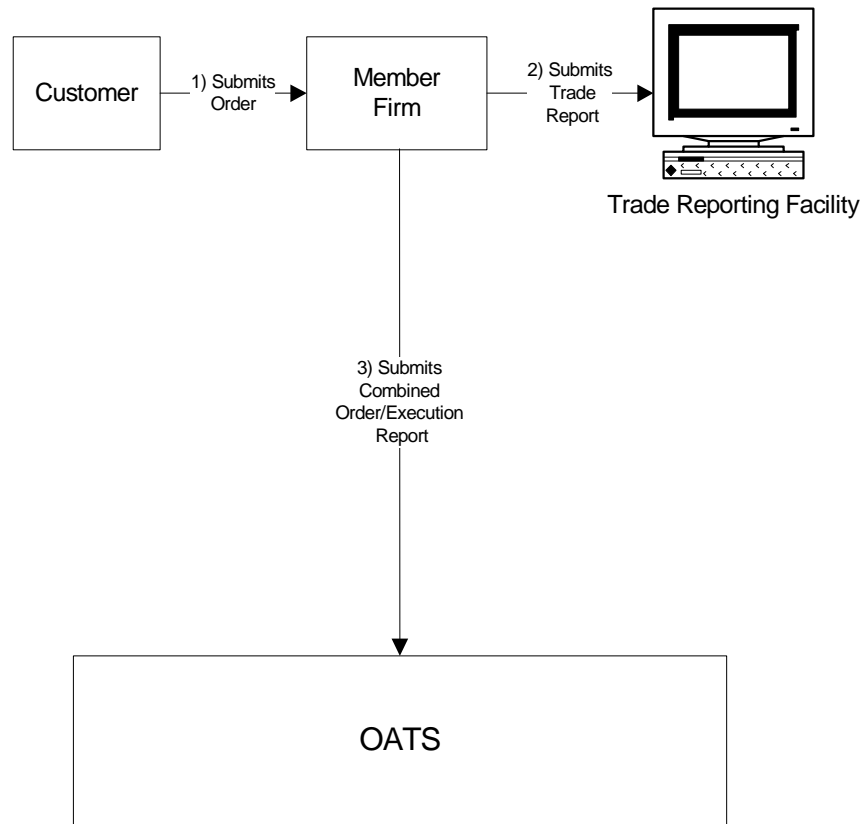 Customer
1) Submits
Order
Member
Firm
2) Submits
Trade
Report
Trade Reporting Facility
3) Submits
Combined
Order/Execution
Report
OATS